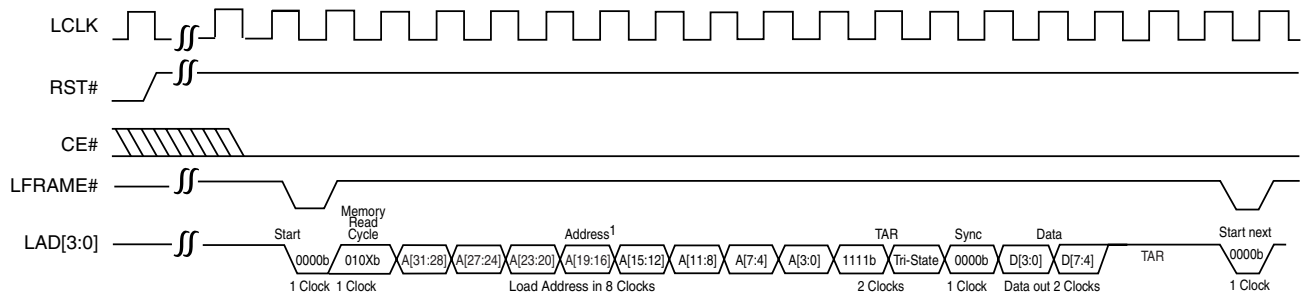 LCLK
RST#
CE#
LFRAME#
Memory
Read
Cycle
Start
Address1
TAR
Sync
Data
Start next
LAD[3:0]
0000b 010Xb A[31:28] A[27:24] A[23:20] A[19:16] A[15:12] A[11:8] A[7:4] A[3:0] 1111b Tri-State 0000b D[3:0] D[7:4] TAR 0000b
1 Clock 1 Clock Load Address in 8 Clocks 2 Clocks 1 Clock Data out 2 Clocks 1 Clock